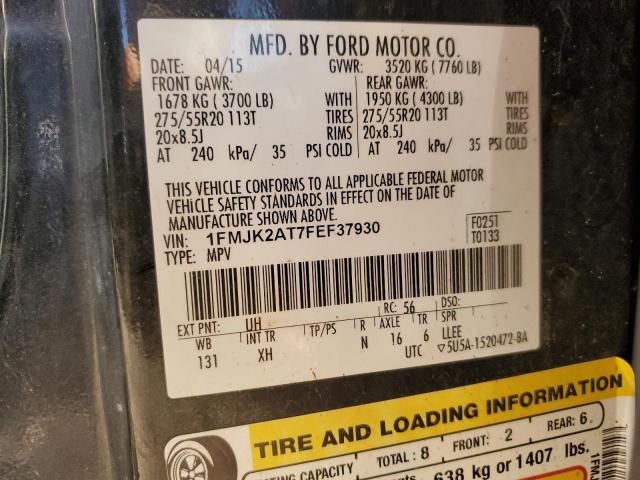 MFD. BY FORD MOTOR CO.
DATE: 04/15 GVWR: 3520 KG ( 7760 LB)
FRONT GAWR: REAR GAWR:
1678 KG ( 3700 LB) WITH 1950 KG ( 4300 LB) WITH
275/55R20 113T TIRES 275/55R20 113T TIRES
20x8.5J RIMS 20x8.5J RIMS
AT 240 kPa/ 35 PSI COLD AT 240 kPa/ 35 PSI COLD
THIS VEHICLE CONFORMS TO ALL APPLICABLE FEDERAL MOTOR
VEHICLE SAFETY STANDARDS IN EFFECT ON THE DATE OF
MANUFACTURE SHOWN ABOVE.
VIN: 1FMJK2AT7FEF37930 F0251
TYPE: MPV T0133
RC: 56 DSO:
EXT PNT: UH
WB INT TR TP/PS R AXLE TR SPR
131 XH N 16 6 LLEE
UTC ▽5U5A-1520472-BA
TIRE AND LOADING INFORMATION
CAPACITY TOTAL: 8 FRONT: 2 REAR: 6
638 kg or 1407 lbs.
1FMJ